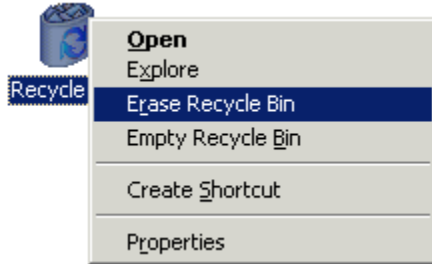 Recycle
Open
Explore
Erase Recycle Bin
Empty Recycle Bin
Create Shortcut
Properties